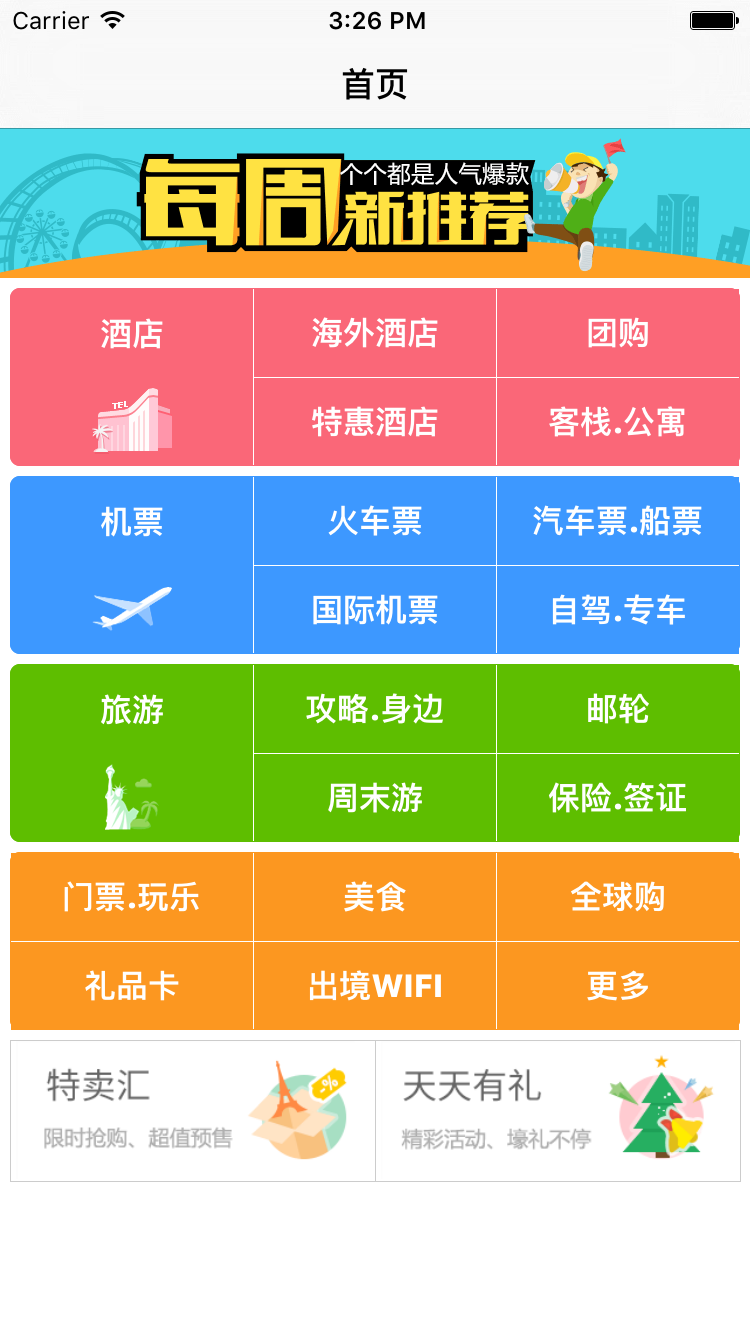 Carrier 3:26 PM
首页
每周 个个都是人气爆款
新推荐
酒店
海外酒店
团购
TEL
特惠酒店
客栈.公寓
机票
火车票
汽车票.船票
国际机票
自驾.专车
旅游
攻略.身边
邮轮
周末游
保险.签证
门票.玩乐
美食
全球购
礼品卡
出境WIFI
更多
特卖汇
%
限时抢购、超值预售
天天有礼
精彩活动、壕礼不停